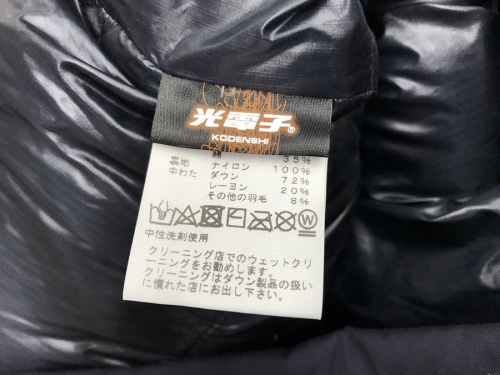 光電子®
KODENSHI
綿 35%
裏地 ナイロン 100%
中わた ダウン 72%
レーヨン 20%
その他の羽毛 8%
中性洗剤使用
クリーニング店でのウェットクリ
ーニングをお勧めします。
クリーニングはダウン製品の扱い
に慣れた店にお出し下さい。